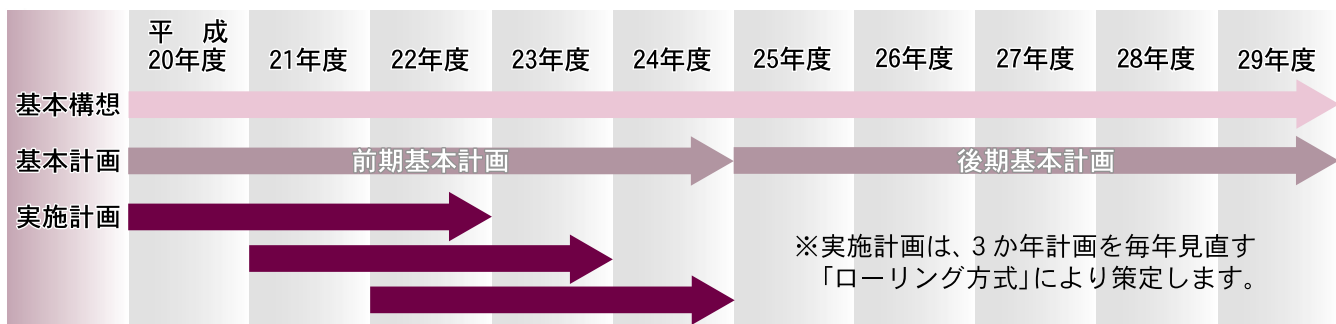 平　成
20年度 21年度 22年度 23年度 24年度 25年度 26年度 27年度 28年度 29年度
基本構想
基本計画 前期基本計画 後期基本計画
実施計画
※実施計画は、3か年計画を毎年見直す
「ローリング方式」により策定します。